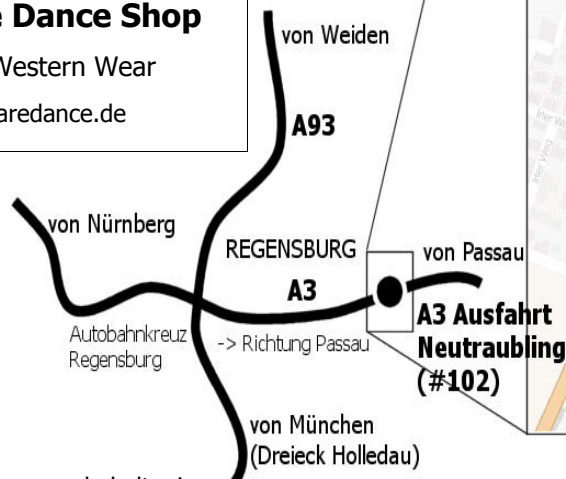 Dance Shop
Western Wear
aredance.de
von Weiden
A93
von Nürnberg
REGENSBURG
von Passau
A3
A3 Ausfahrt
Neutraubling
(#102)
Autobahnkreuz
Regensburg
-> Richtung Passau
von München
(Dreieck Holledau)